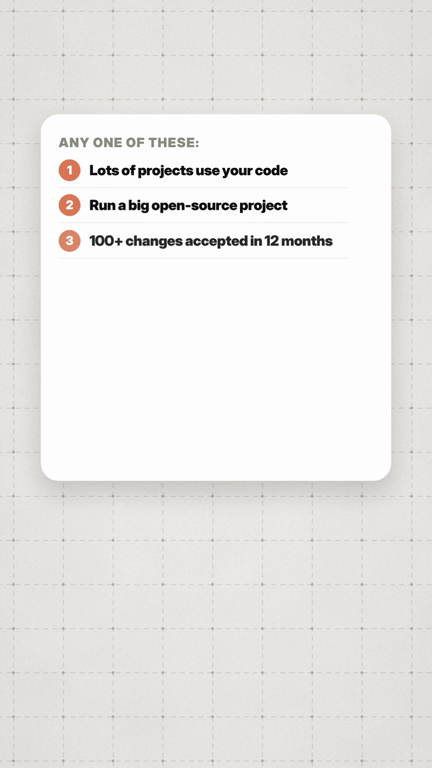 ANY ONE OF THESE:
1 Lots of projects use your code
2 Run a big open-source project
3 100+ changes accepted in 12 months